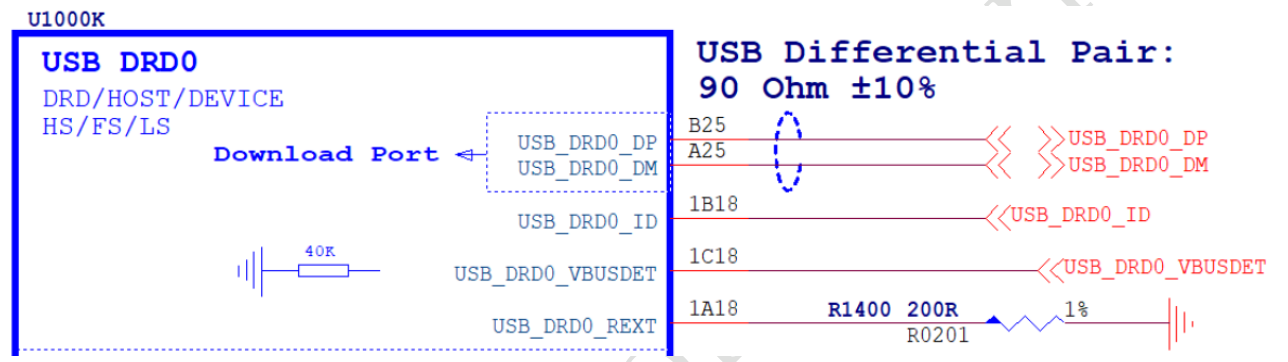 U1000K
USB DRD0
DRD/HOST/DEVICE
HS/FS/LS
Download Port
USB_DRD0_DP
USB_DRD0_DM
USB_DRD0_ID
40K
USB_DRD0_VBUSDET
USB_DRD0_REXT
USB Differential Pair:
90 Ohm ±10%
B25
A25
1B18
1C18
1A18
USB_DRD0_DP
USB_DRD0_DM
USB_DRD0_ID
USB_DRD0_VBUSDET
R1400 200R 1%
R0201